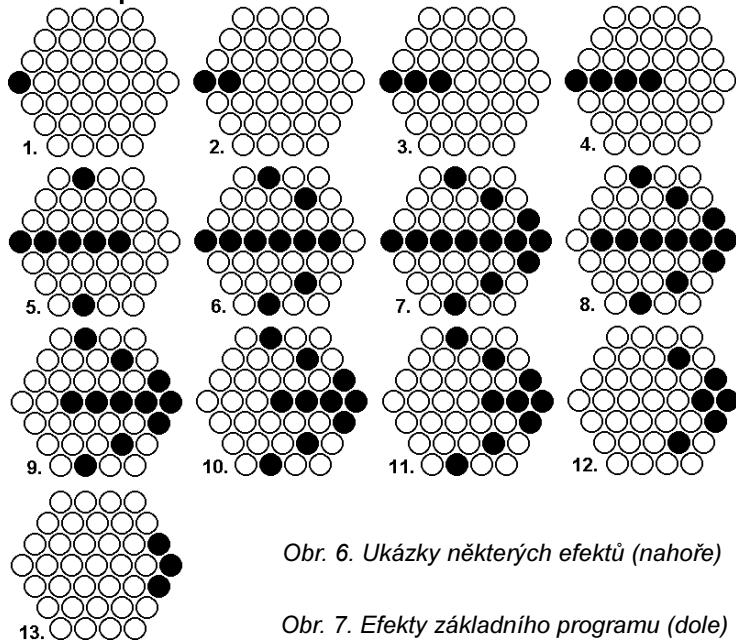 1. 2. 3. 4.
5. 6. 7. 8.
9. 10. 11. 12.
Obr. 6. Ukázky některých efektů (nahoře)
13. Obr. 7. Efekty základního programu (dole)